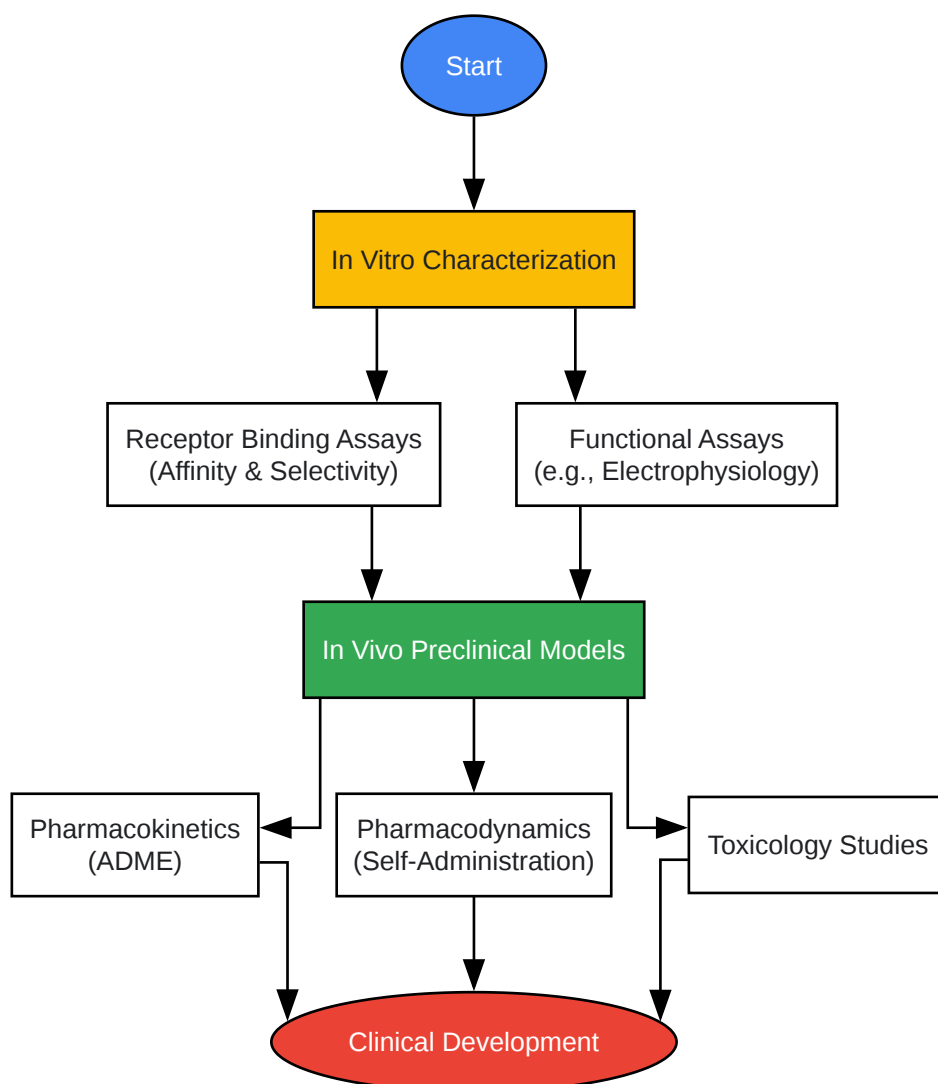 Start
In Vitro Characterization
Receptor Binding Assays
(Affinity & Selectivity)
Functional Assays
(e.g., Electrophysiology)
In Vivo Preclinical Models
Pharmacokinetics
(ADME)
Pharmacodynamics
(Self-Administration)
Toxicology Studies
Clinical Development